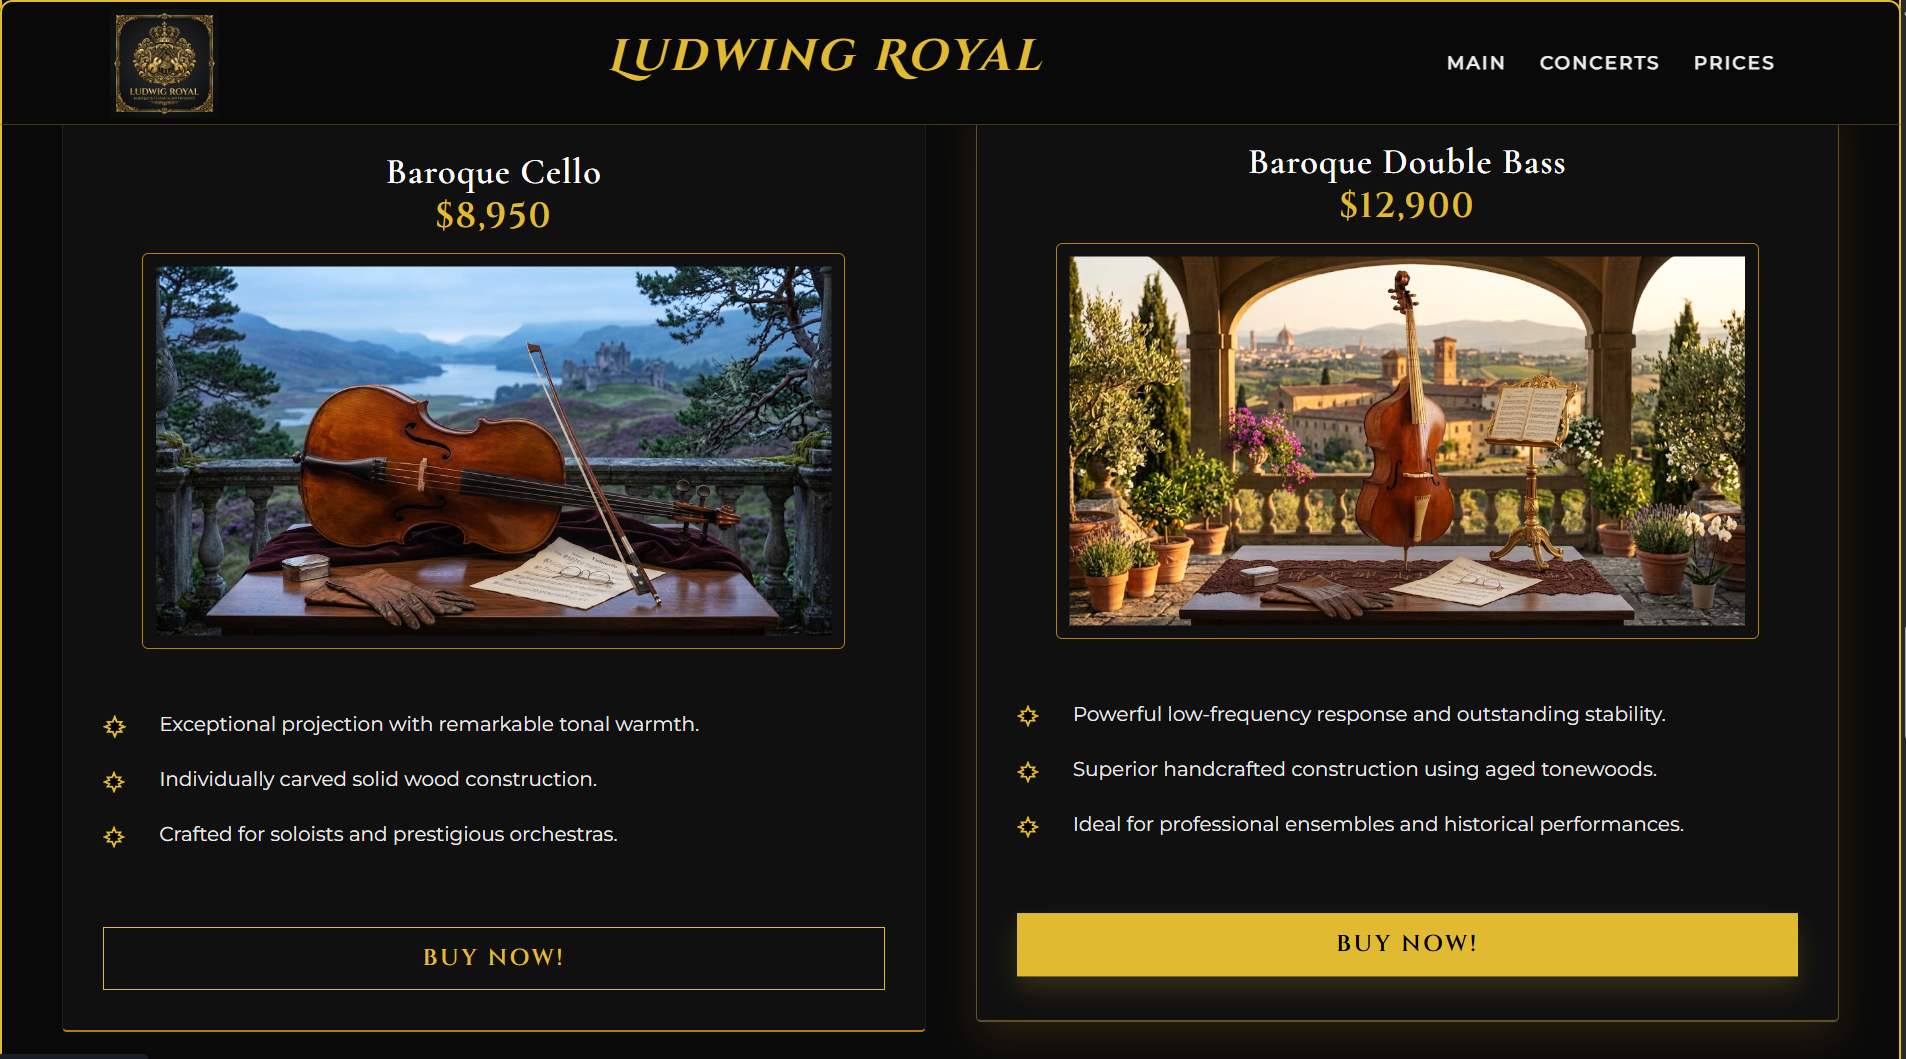 LUDWIG ROYAL
LUDWING ROYAL
MAIN CONCERTS PRICES
Baroque Cello
$8,950
Exceptional projection with remarkable tonal warmth.
Individually carved solid wood construction.
Crafted for soloists and prestigious orchestras.
BUY NOW!
Baroque Double Bass
$12,900
Powerful low-frequency response and outstanding stability.
Superior handcrafted construction using aged tonewoods.
Ideal for professional ensembles and historical performances.
BUY NOW!